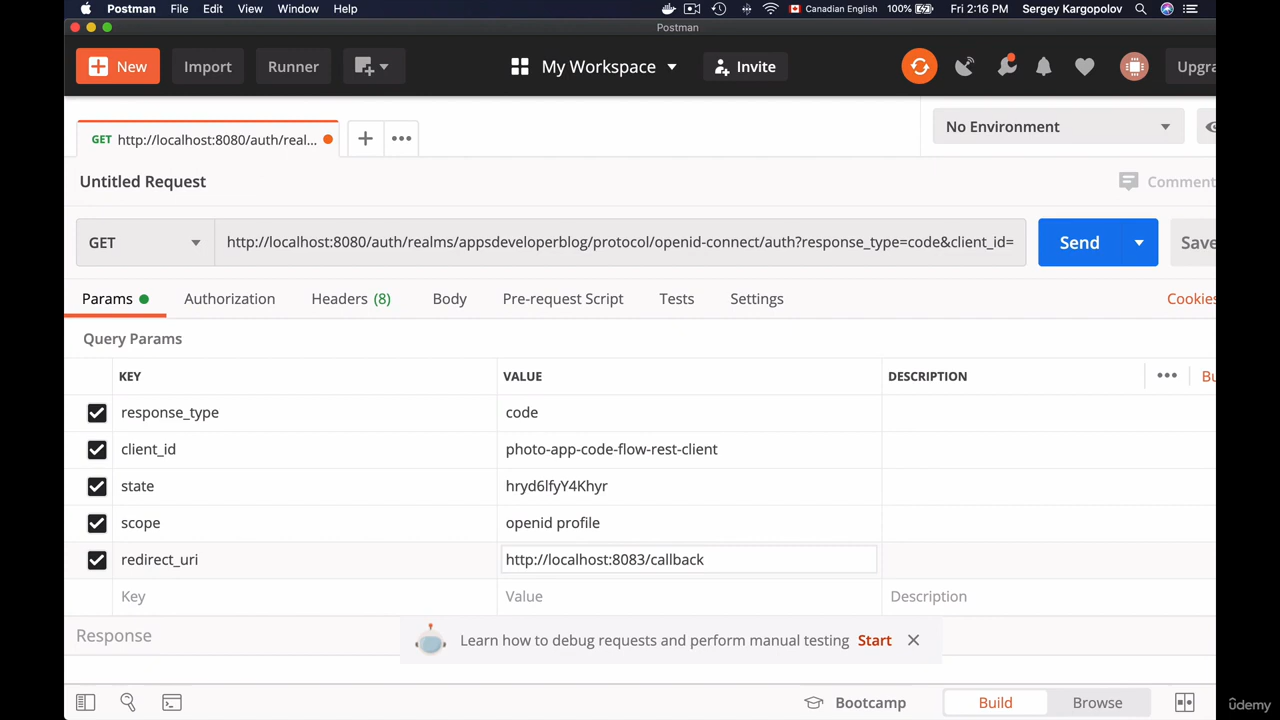 Postman File Edit View Window Help Canadian English 100% Fri 2:16 PM Sergey Kargopolov
Postman
New Import Runner My Workspace Invite Upgra
GET http://localhost:8080/auth/real... No Environment
Untitled Request Comment
GET http://localhost:8080/auth/realms/appsdeveloperblog/protocol/openid-connect/auth?response_type=code&client_id= Send Save
Params Authorization Headers (8) Body Pre-request Script Tests Settings Cookies
Query Params
KEY VALUE DESCRIPTION Bu
response_type code
client_id photo-app-code-flow-rest-client
state hryd6lfyY4Khyr
scope openid profile
redirect_uri http://localhost:8083/callback
Key Value Description
Response Learn how to debug requests and perform manual testing Start
Bootcamp Build Browse
ûdemy